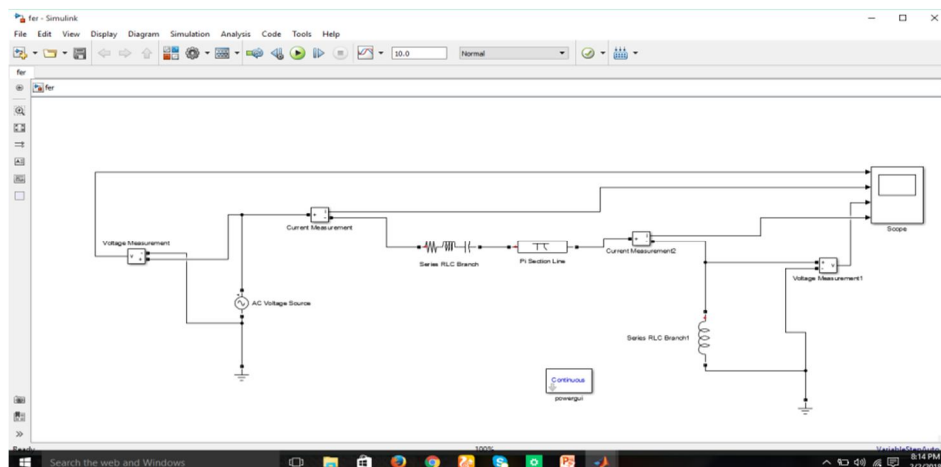 fer - Simulink
File Edit View Display Diagram Simulation Analysis Code Tools Help
10.0 Normal
fer
fer
Scope
Current Measurement
Voltage Measurement
Series RLC Branch
Pi Section Line
Current Measurement2
Voltage Measurement1
AC Voltage Source
Series RLC Branch1
Continuous
powergui
Ready 100% VariableStepAuto
Search the web and Windows
8:14 PM